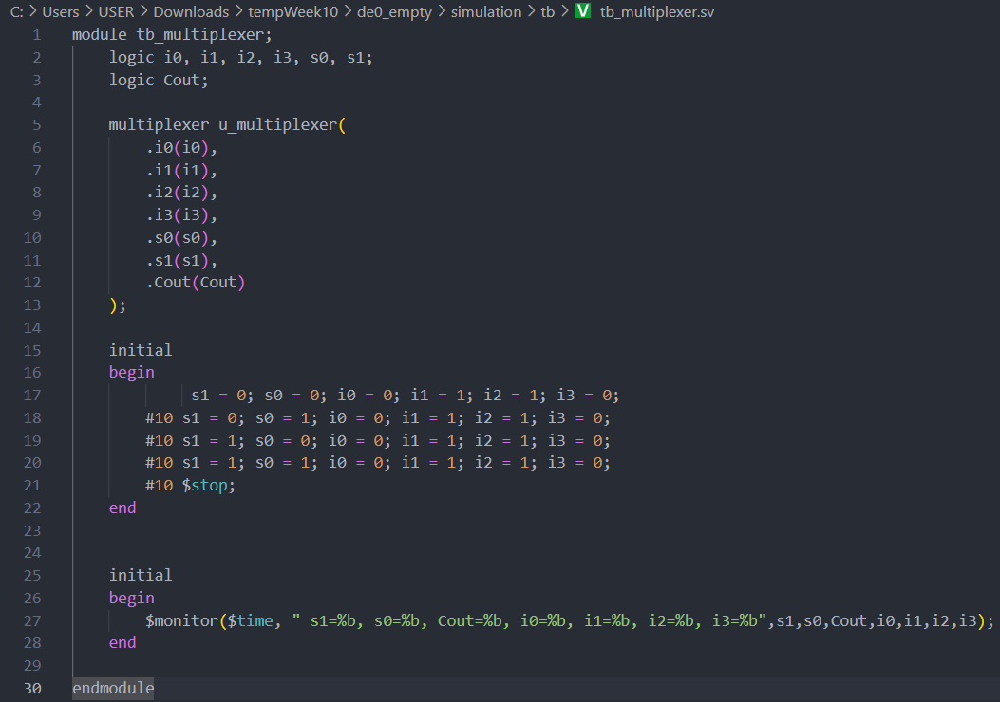 C: > Users > USER > Downloads > tempWeek10 > de0_empty > simulation > tb > V tb_multiplexer.sv
1 module tb_multiplexer;
2 logic i0, i1, i2, i3, s0, s1;
3 logic Cout;
4
5 multiplexer u_multiplexer(
6 .i0(i0),
7 .i1(i1),
8 .i2(i2),
9 .i3(i3),
10 .s0(s0),
11 .s1(s1),
12 .Cout(Cout)
13 );
14
15 initial
16 begin
17 s1 = 0; s0 = 0; i0 = 0; i1 = 1; i2 = 1; i3 = 0;
18 #10 s1 = 0; s0 = 1; i0 = 0; i1 = 1; i2 = 1; i3 = 0;
19 #10 s1 = 1; s0 = 0; i0 = 0; i1 = 1; i2 = 1; i3 = 0;
20 #10 s1 = 1; s0 = 1; i0 = 0; i1 = 1; i2 = 1; i3 = 0;
21 #10 $stop;
22 end
23
24
25 initial
26 begin
27 $monitor($time, " s1=%b, s0=%b, Cout=%b, i0=%b, i1=%b, i2=%b, i3=%b",s1,s0,Cout,i0,i1,i2,i3);
28 end
29
30 endmodule